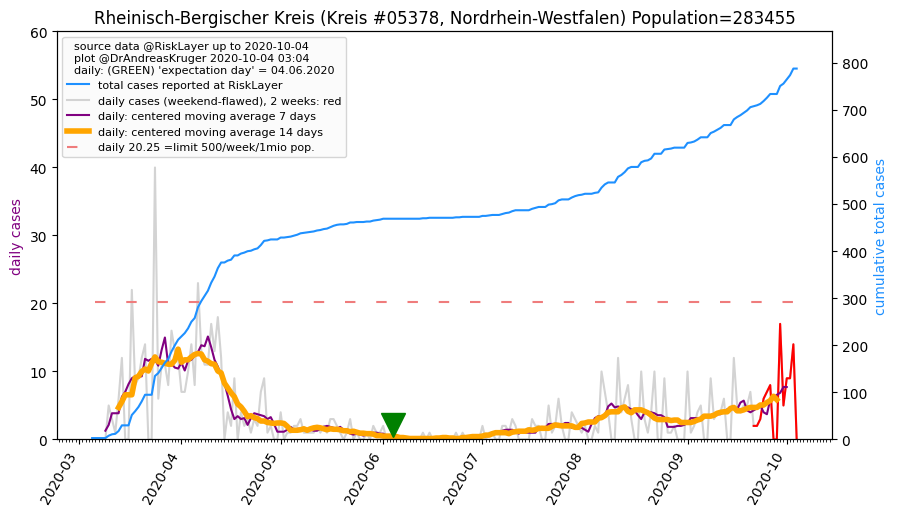 Rheinisch-Bergischer Kreis (Kreis #05378, Nordrhein-Westfalen) Population=283455
source data @RiskLayer up to 2020-10-04
plot @DrAndreasKruger 2020-10-04 03:04
daily: (GREEN) 'expectation day' = 04.06.2020
total cases reported at RiskLayer
daily cases (weekend-flawed), 2 weeks: red
daily: centered moving average 7 days
daily: centered moving average 14 days
daily 20.25 =limit 500/week/1mio pop.
daily cases
60
50
40
30
20
10
0
cumulative total cases
800
700
600
500
400
300
200
100
0
2020-03
2020-04
2020-05
2020-06
2020-07
2020-08
2020-09
2020-10